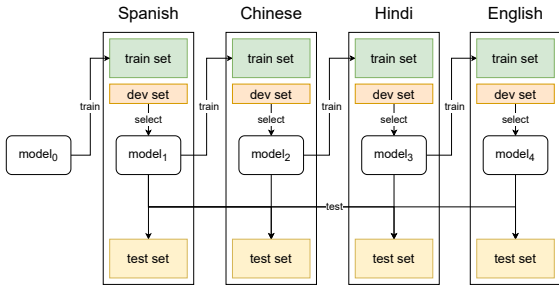 Spanish Chinese Hindi English
train set train set train set train set
dev set dev set dev set dev set
train train train train
select select select select
model0 model1 model2 model3 model4
test
test set test set test set test set